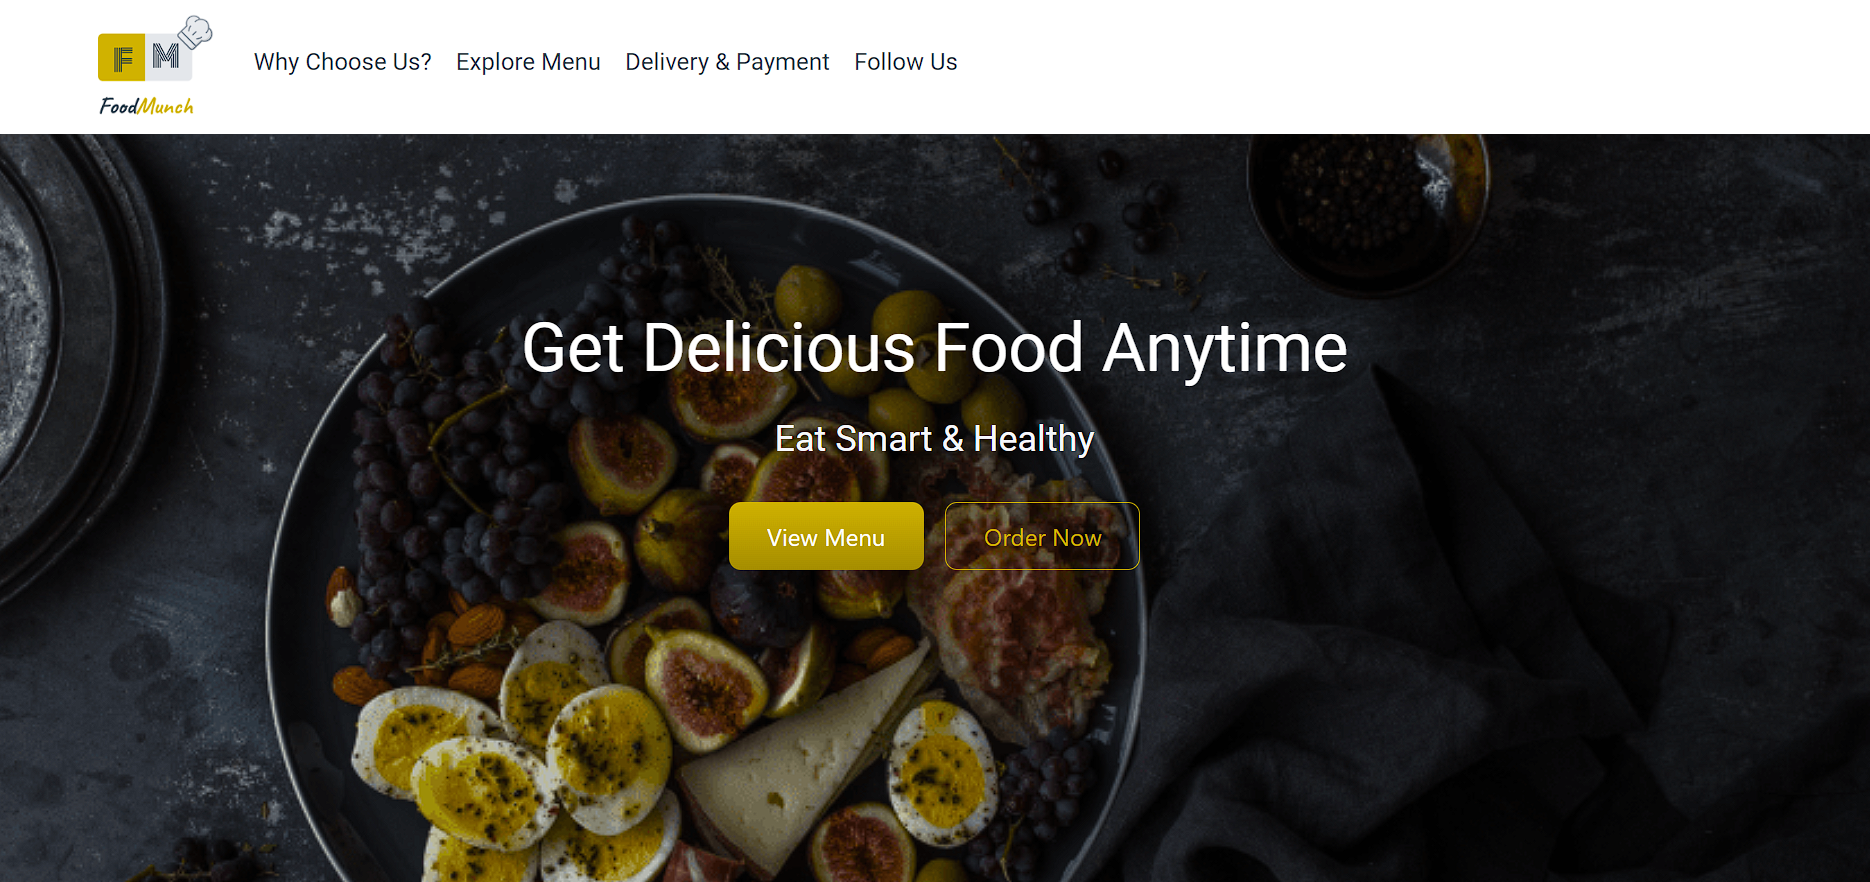 F M
FoodMunch
Why Choose Us? Explore Menu Delivery & Payment Follow Us
Get Delicious Food Anytime
Eat Smart & Healthy
View Menu Order Now